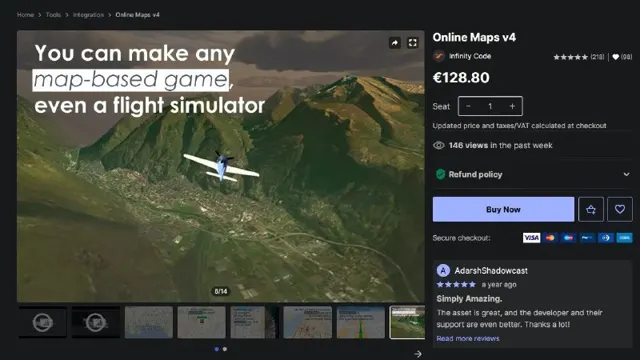 Home > Tools > Integration > Online Maps v4
You can make any
map-based game,
even a flight simulator
8/14
Online Maps v4
Infinity Code
(218) | (98)
€128.80
Seat - 1 +
Updated price and taxes/VAT calculated at checkout
146 views in the past week
Refund policy
Buy Now
Secure checkout: VISA
A AdarshShadowcast
a year ago
Simply Amazing.
The asset is great, and the developer and their
support are even better. Thanks a lot!
Read more reviews